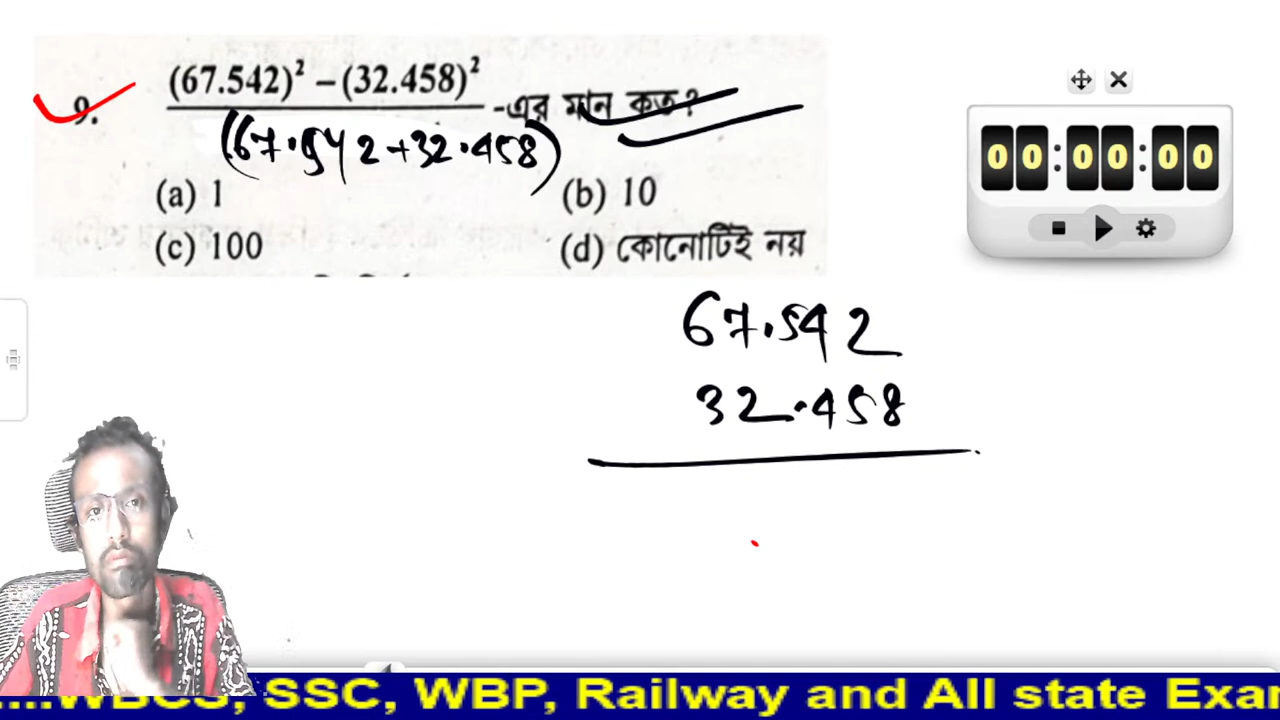 9. (67.542)² – (32.458)² -এর মান কত?
(67.542+32.458)
(a) 1 (b) 10
(c) 100 (d) কোনোটিই নয়
00:00:00
67.542
32.458
.....WBCS, SSC, WBP, Railway and All state Exa